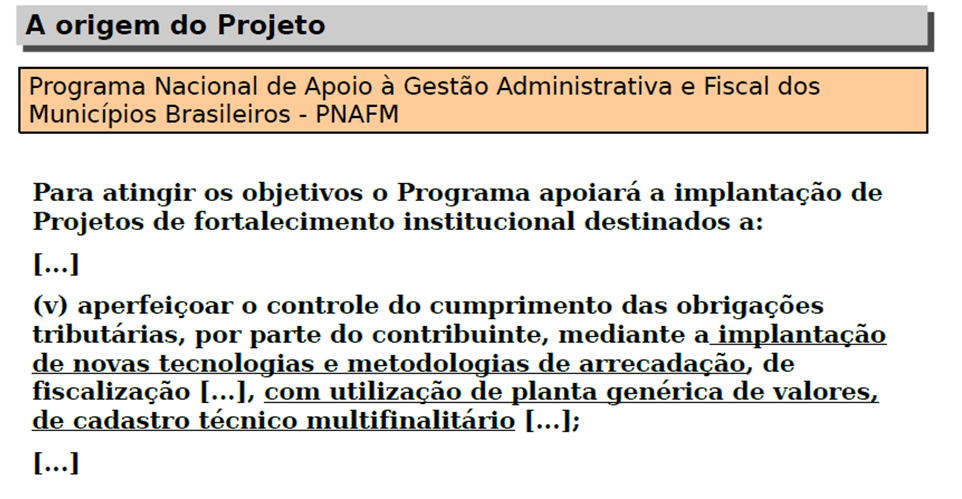 A origem do Projeto
Programa Nacional de Apoio à Gestão Administrativa e Fiscal dos
Municípios Brasileiros - PNAFM
Para atingir os objetivos o Programa apoiará a implantação de
Projetos de fortalecimento institucional destinados a:
[...]
(v) aperfeiçoar o controle do cumprimento das obrigações
tributárias, por parte do contribuinte, mediante a implantação
de novas tecnologias e metodologias de arrecadação, de
fiscalização [...], com utilização de planta genérica de valores,
de cadastro técnico multifinalitário [...];
[...]